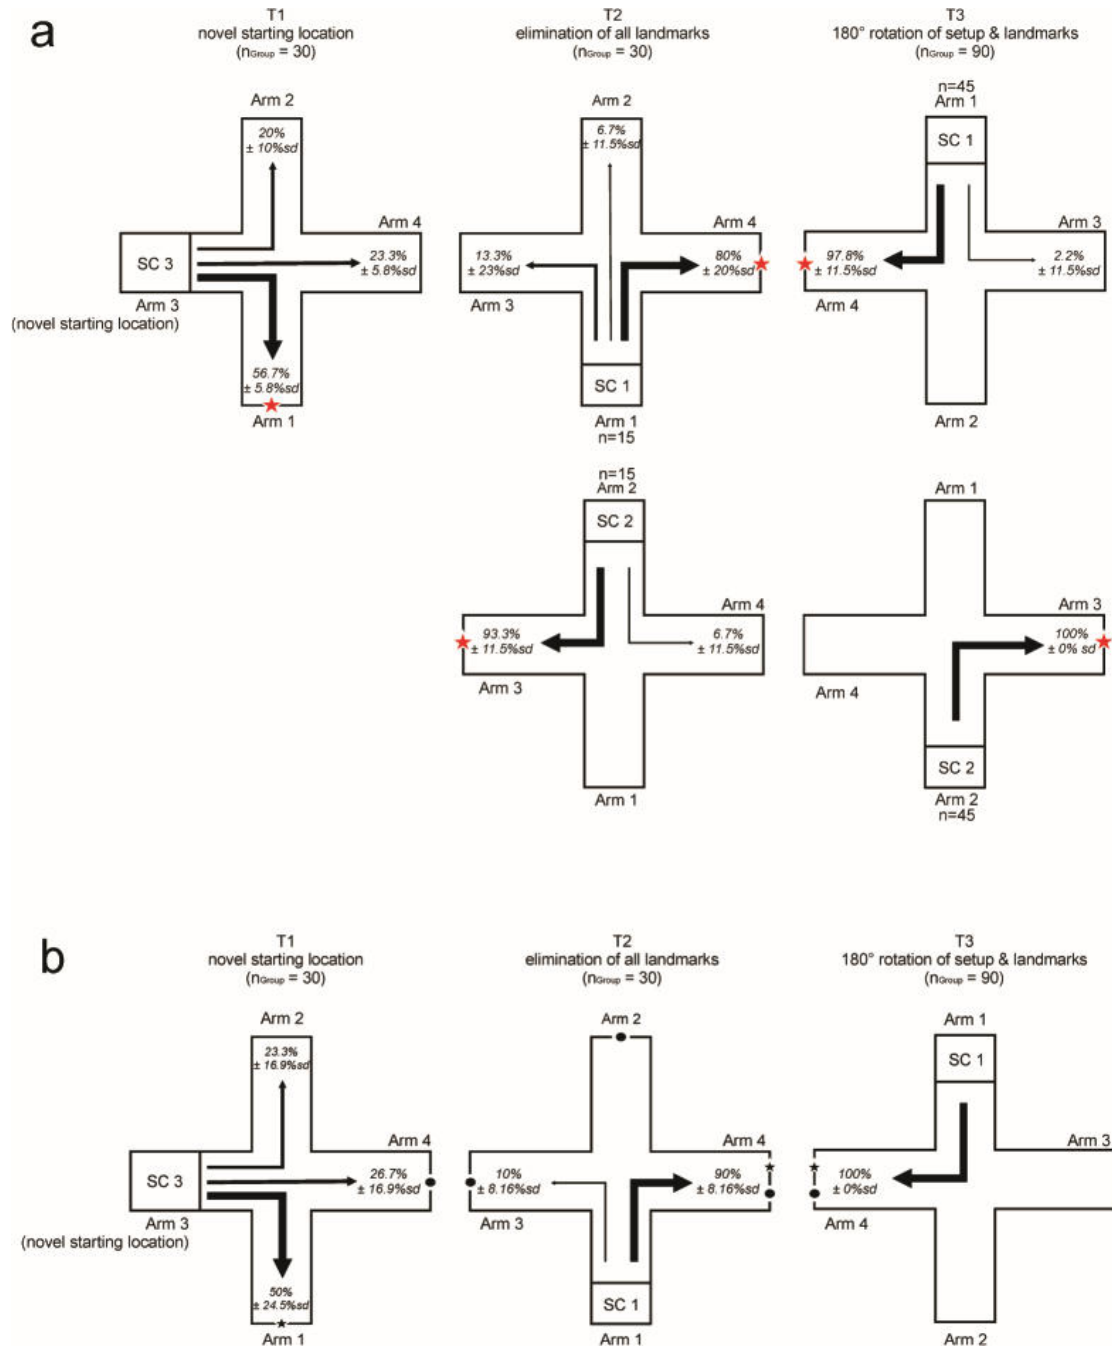 a
T1
novel starting location
(nGroup = 30)
T2
elimination of all landmarks
(nGroup = 30)
T3
180° rotation of setup & landmarks
(nGroup = 90)
Arm 2
20%
± 10%sd
SC 3
Arm 4
23.3%
± 5.8%sd
Arm 3
(novel starting location)
56.7%
± 5.8%sd
Arm 1
Arm 2
6.7%
± 11.5%sd
Arm 4
13.3%
± 23%sd
80%
± 20%sd
Arm 3
SC 1
Arm 1
n=15
n=45
Arm 1
SC 1
Arm 3
97.8%
± 11.5%sd
2.2%
± 11.5%sd
Arm 4
Arm 2
n=15
Arm 2
SC 2
Arm 4
93.3%
± 11.5%sd
6.7%
± 11.5%sd
Arm 3
Arm 1
Arm 1
Arm 3
100%
± 0% sd
Arm 4
SC 2
Arm 2
n=45
b
T1
novel starting location
(nGroup = 30)
T2
elimination of all landmarks
(nGroup = 30)
T3
180° rotation of setup & landmarks
(nGroup = 90)
Arm 2
23.3%
± 16.9%sd
Arm 4
SC 3
26.7%
± 16.9%sd
Arm 3
(novel starting location)
50%
± 24.5%sd
Arm 1
Arm 2
Arm 4
10%
± 8.16%sd
90%
± 8.16%sd
Arm 3
SC 1
Arm 1
Arm 1
SC 1
Arm 3
100%
± 0%sd
Arm 4
Arm 2